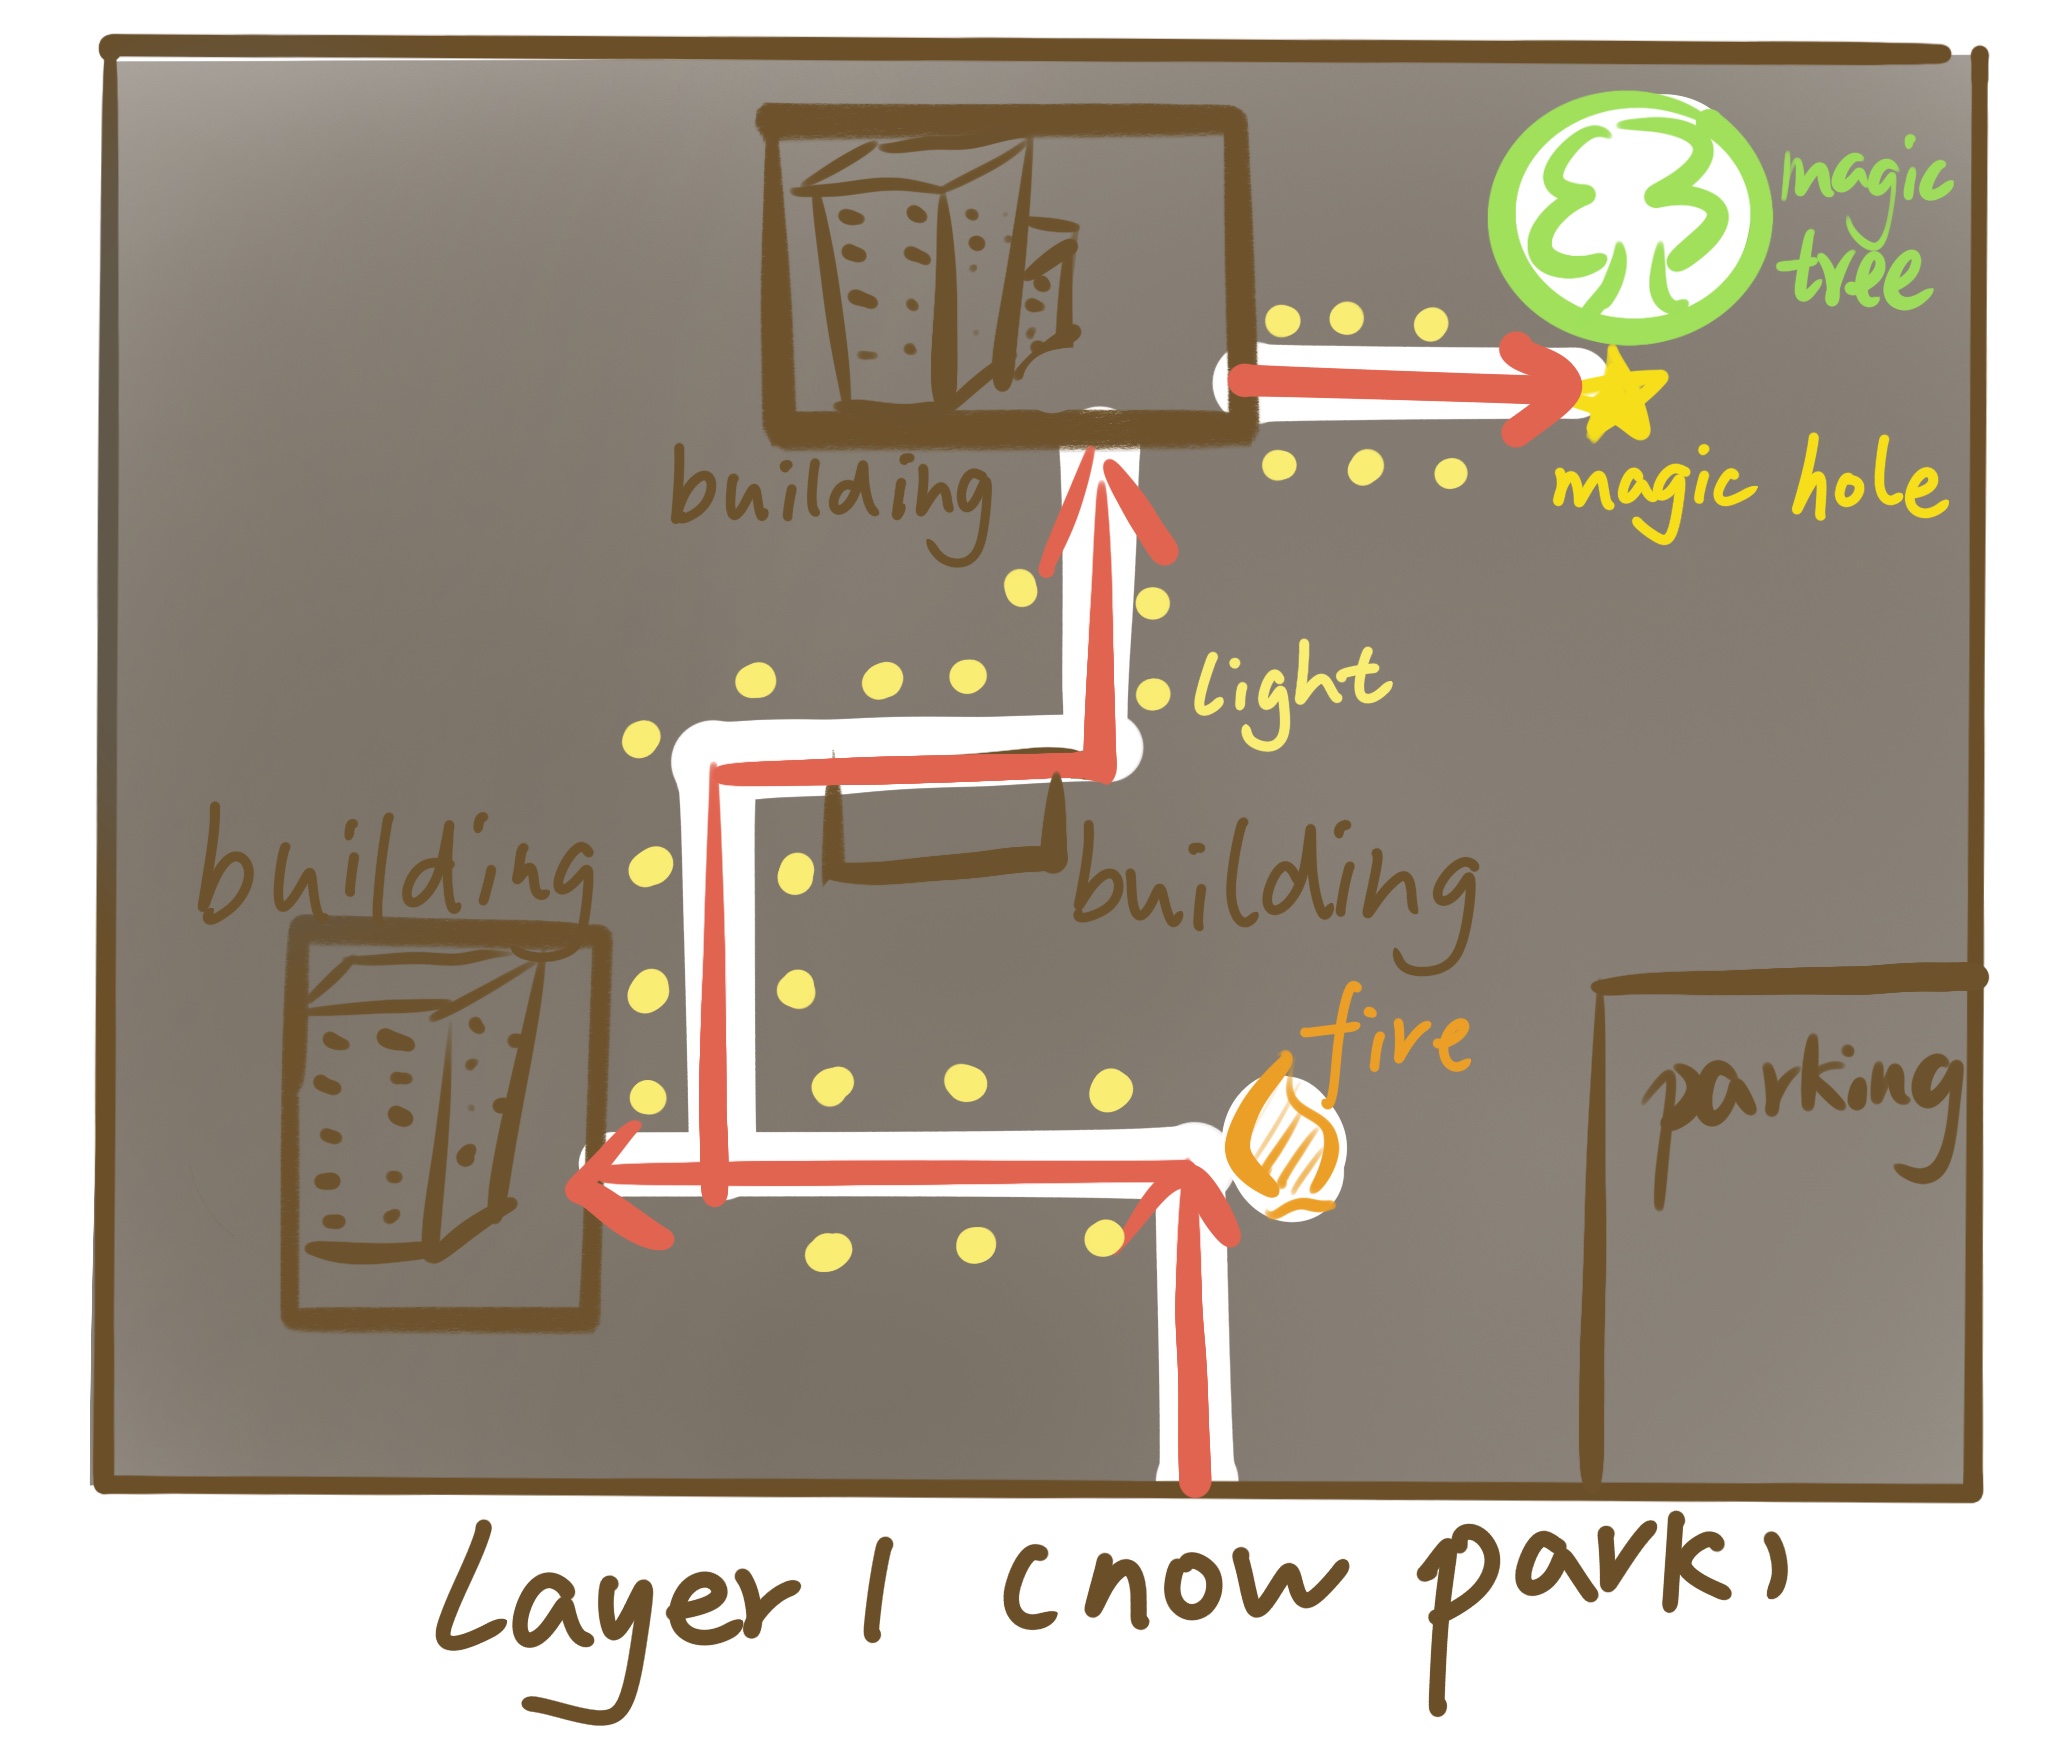 magic
tree
building
magic hole
light
building
building
fire
parking
Layer 1 (now park)